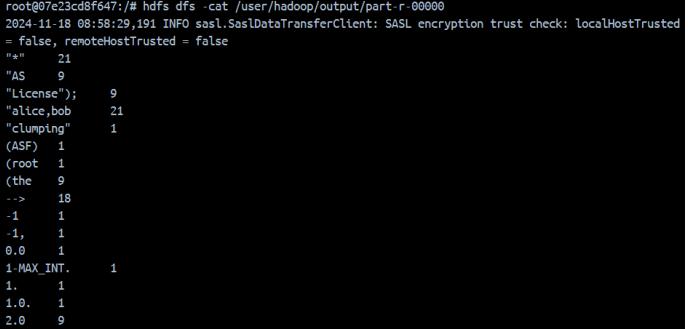 root@07e23cd8f647:/# hdfs dfs -cat /user/hadoop/output/part-r-00000
2024-11-18 08:58:29,191 INFO sasl.SaslDataTransferClient: SASL encryption trust check: localHostTrusted
= false, remoteHostTrusted = false
"*" 21
"AS 9
"License"); 9
"alice,bob 21
"clumping" 1
(ASF) 1
(root 1
(the 9
--> 18
-1 1
-1, 1
0.0 1
1-MAX_INT. 1
1. 1
1.0. 1
2.0 9